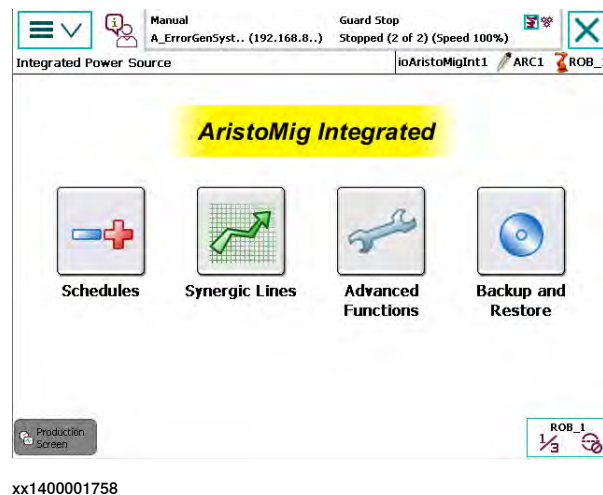 Manual
Guard Stop
A_ErrorGenSyst.. (192.168.8..)
Stopped (2 of 2) (Speed 100%)
Integrated Power Source
ioAristoMigInt1
ARC1
ROB_1
AristoMig Integrated
Schedules
Synergic Lines
Advanced
Functions
Backup and
Restore
Production
Screen
ROB_1
1/3
xx1400001758